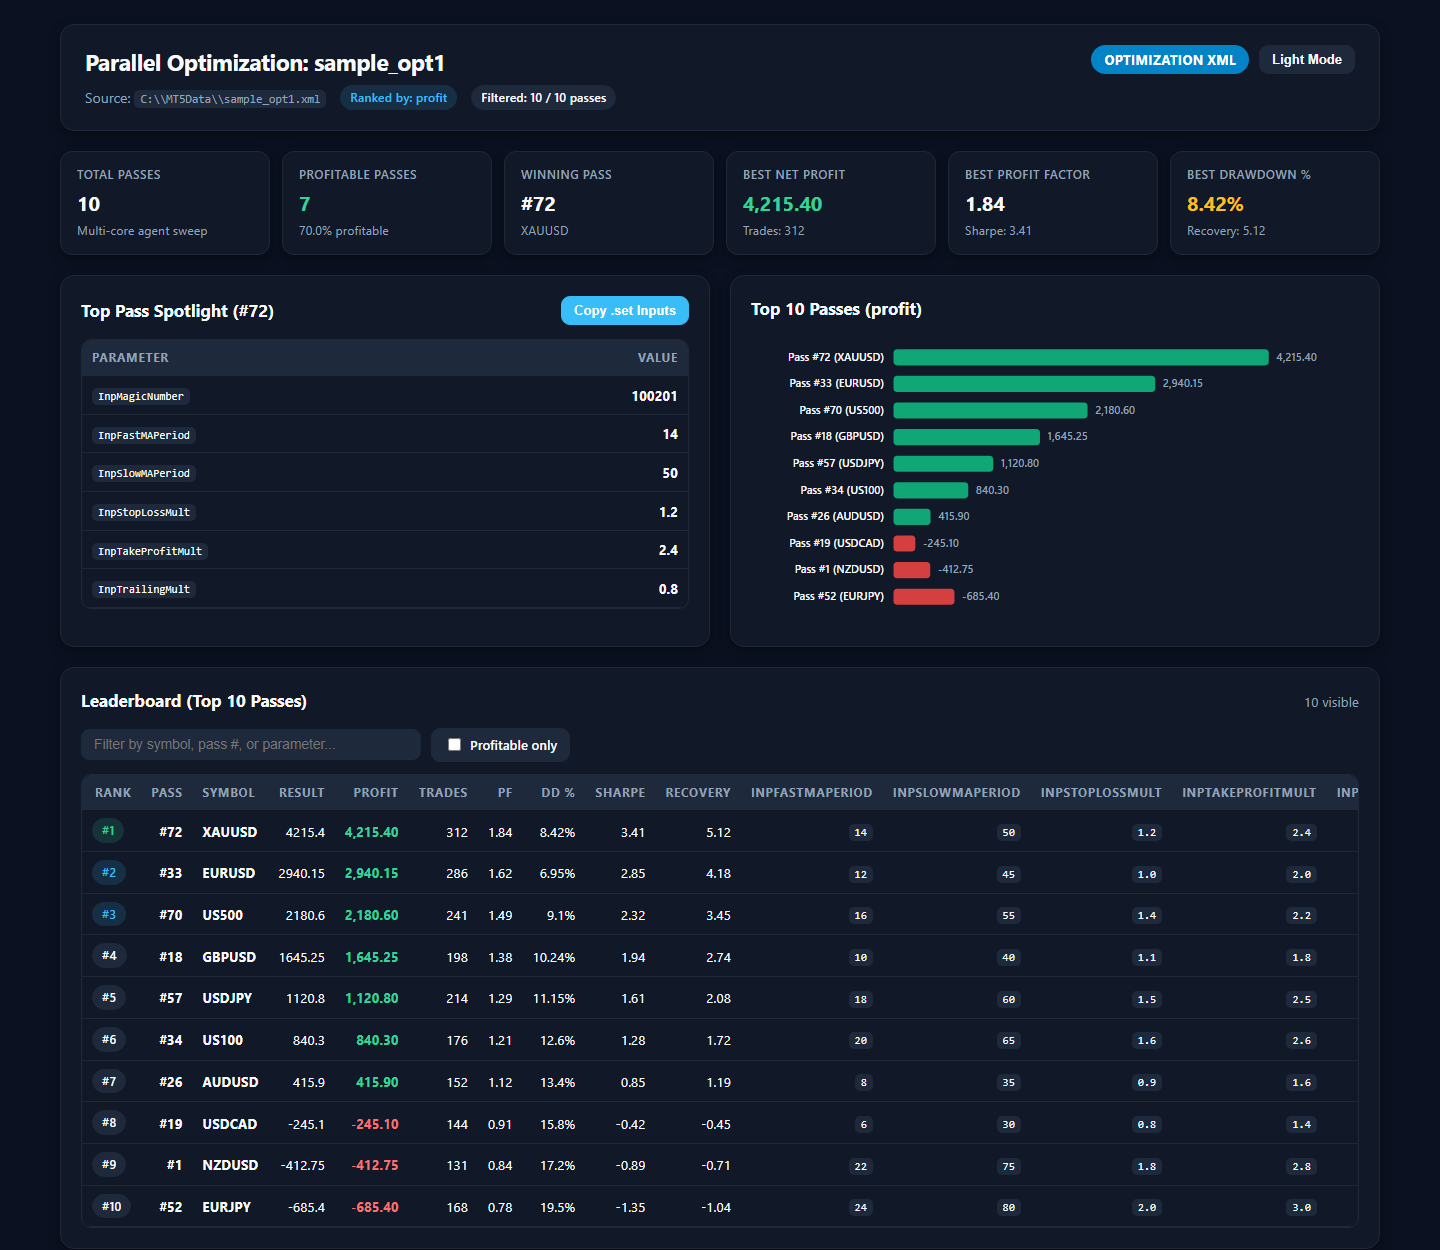 Parallel Optimization: sample_opt1
OPTIMIZATION XML
Light Mode
Source: C:\\MT5Data\\sample_opt1.xml Ranked by: profit Filtered: 10 / 10 passes
TOTAL PASSES
10
Multi-core agent sweep
PROFITABLE PASSES
7
70.0% profitable
WINNING PASS
#72
XAUUSD
BEST NET PROFIT
4,215.40
Trades: 312
BEST PROFIT FACTOR
1.84
Sharpe: 3.41
BEST DRAWDOWN %
8.42%
Recovery: 5.12
Top Pass Spotlight (#72)
Copy .set Inputs
PARAMETER VALUE
InpMagicNumber 100201
InpFastMAPeriod 14
InpSlowMAPeriod 50
InpStopLossMult 1.2
InpTakeProfitMult 2.4
InpTrailingMult 0.8
Top 10 Passes (profit)
Pass #72 (XAUUSD) 4,215.40
Pass #33 (EURUSD) 2,940.15
Pass #70 (US500) 2,180.60
Pass #18 (GBPUSD) 1,645.25
Pass #57 (USDJPY) 1,120.80
Pass #34 (US100) 840.30
Pass #26 (AUDUSD) 415.90
Pass #19 (USDCAD) -245.10
Pass #1 (NZDUSD) -412.75
Pass #52 (EURJPY) -685.40
Leaderboard (Top 10 Passes)
10 visible
Filter by symbol, pass #, or parameter...
Profitable only
RANK PASS SYMBOL RESULT PROFIT TRADES PF DD % SHARPE RECOVERY INPFASTMAPERIOD INPSLOWMAPERIOD INPSTOPLOSSMULT INPTAKEPROFITMULT INP
#1 #72 XAUUSD 4215.4 4,215.40 312 1.84 8.42% 3.41 5.12 14 50 1.2 2.4
#2 #33 EURUSD 2940.15 2,940.15 286 1.62 6.95% 2.85 4.18 12 45 1.0 2.0
#3 #70 US500 2180.6 2,180.60 241 1.49 9.1% 2.32 3.45 16 55 1.4 2.2
#4 #18 GBPUSD 1645.25 1,645.25 198 1.38 10.24% 1.94 2.74 10 40 1.1 1.8
#5 #57 USDJPY 1120.8 1,120.80 214 1.29 11.15% 1.61 2.08 18 60 1.5 2.5
#6 #34 US100 840.3 840.30 176 1.21 12.6% 1.28 1.72 20 65 1.6 2.6
#7 #26 AUDUSD 415.9 415.90 152 1.12 13.4% 0.85 1.19 8 35 0.9 1.6
#8 #19 USDCAD -245.1 -245.10 144 0.91 15.8% -0.42 -0.45 6 30 0.8 1.4
#9 #1 NZDUSD -412.75 -412.75 131 0.84 17.2% -0.89 -0.71 22 75 1.8 2.8
#10 #52 EURJPY -685.4 -685.40 168 0.78 19.5% -1.35 -1.04 24 80 2.0 3.0